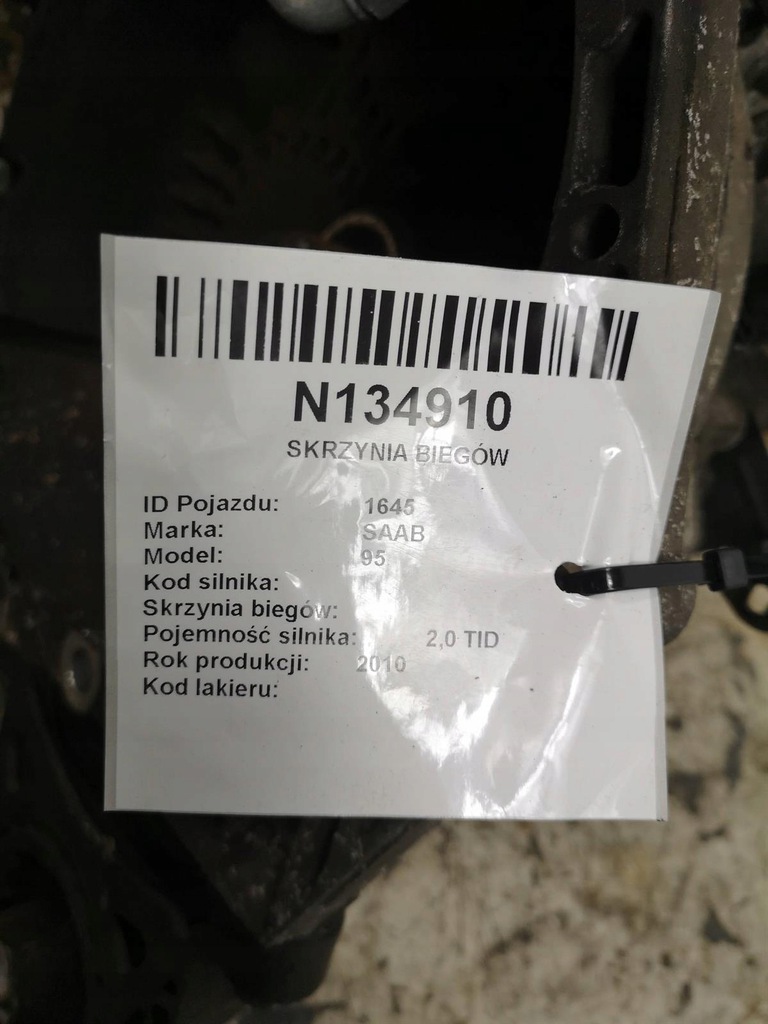 N134910
SKRZYNIA BIEGÓW
ID Pojazdu: 1645
Marka: SAAB
Model: 95
Kod silnika:
Skrzynia biegów:
Pojemność silnika: 2,0 TID
Rok produkcji: 2010
Kod lakieru: